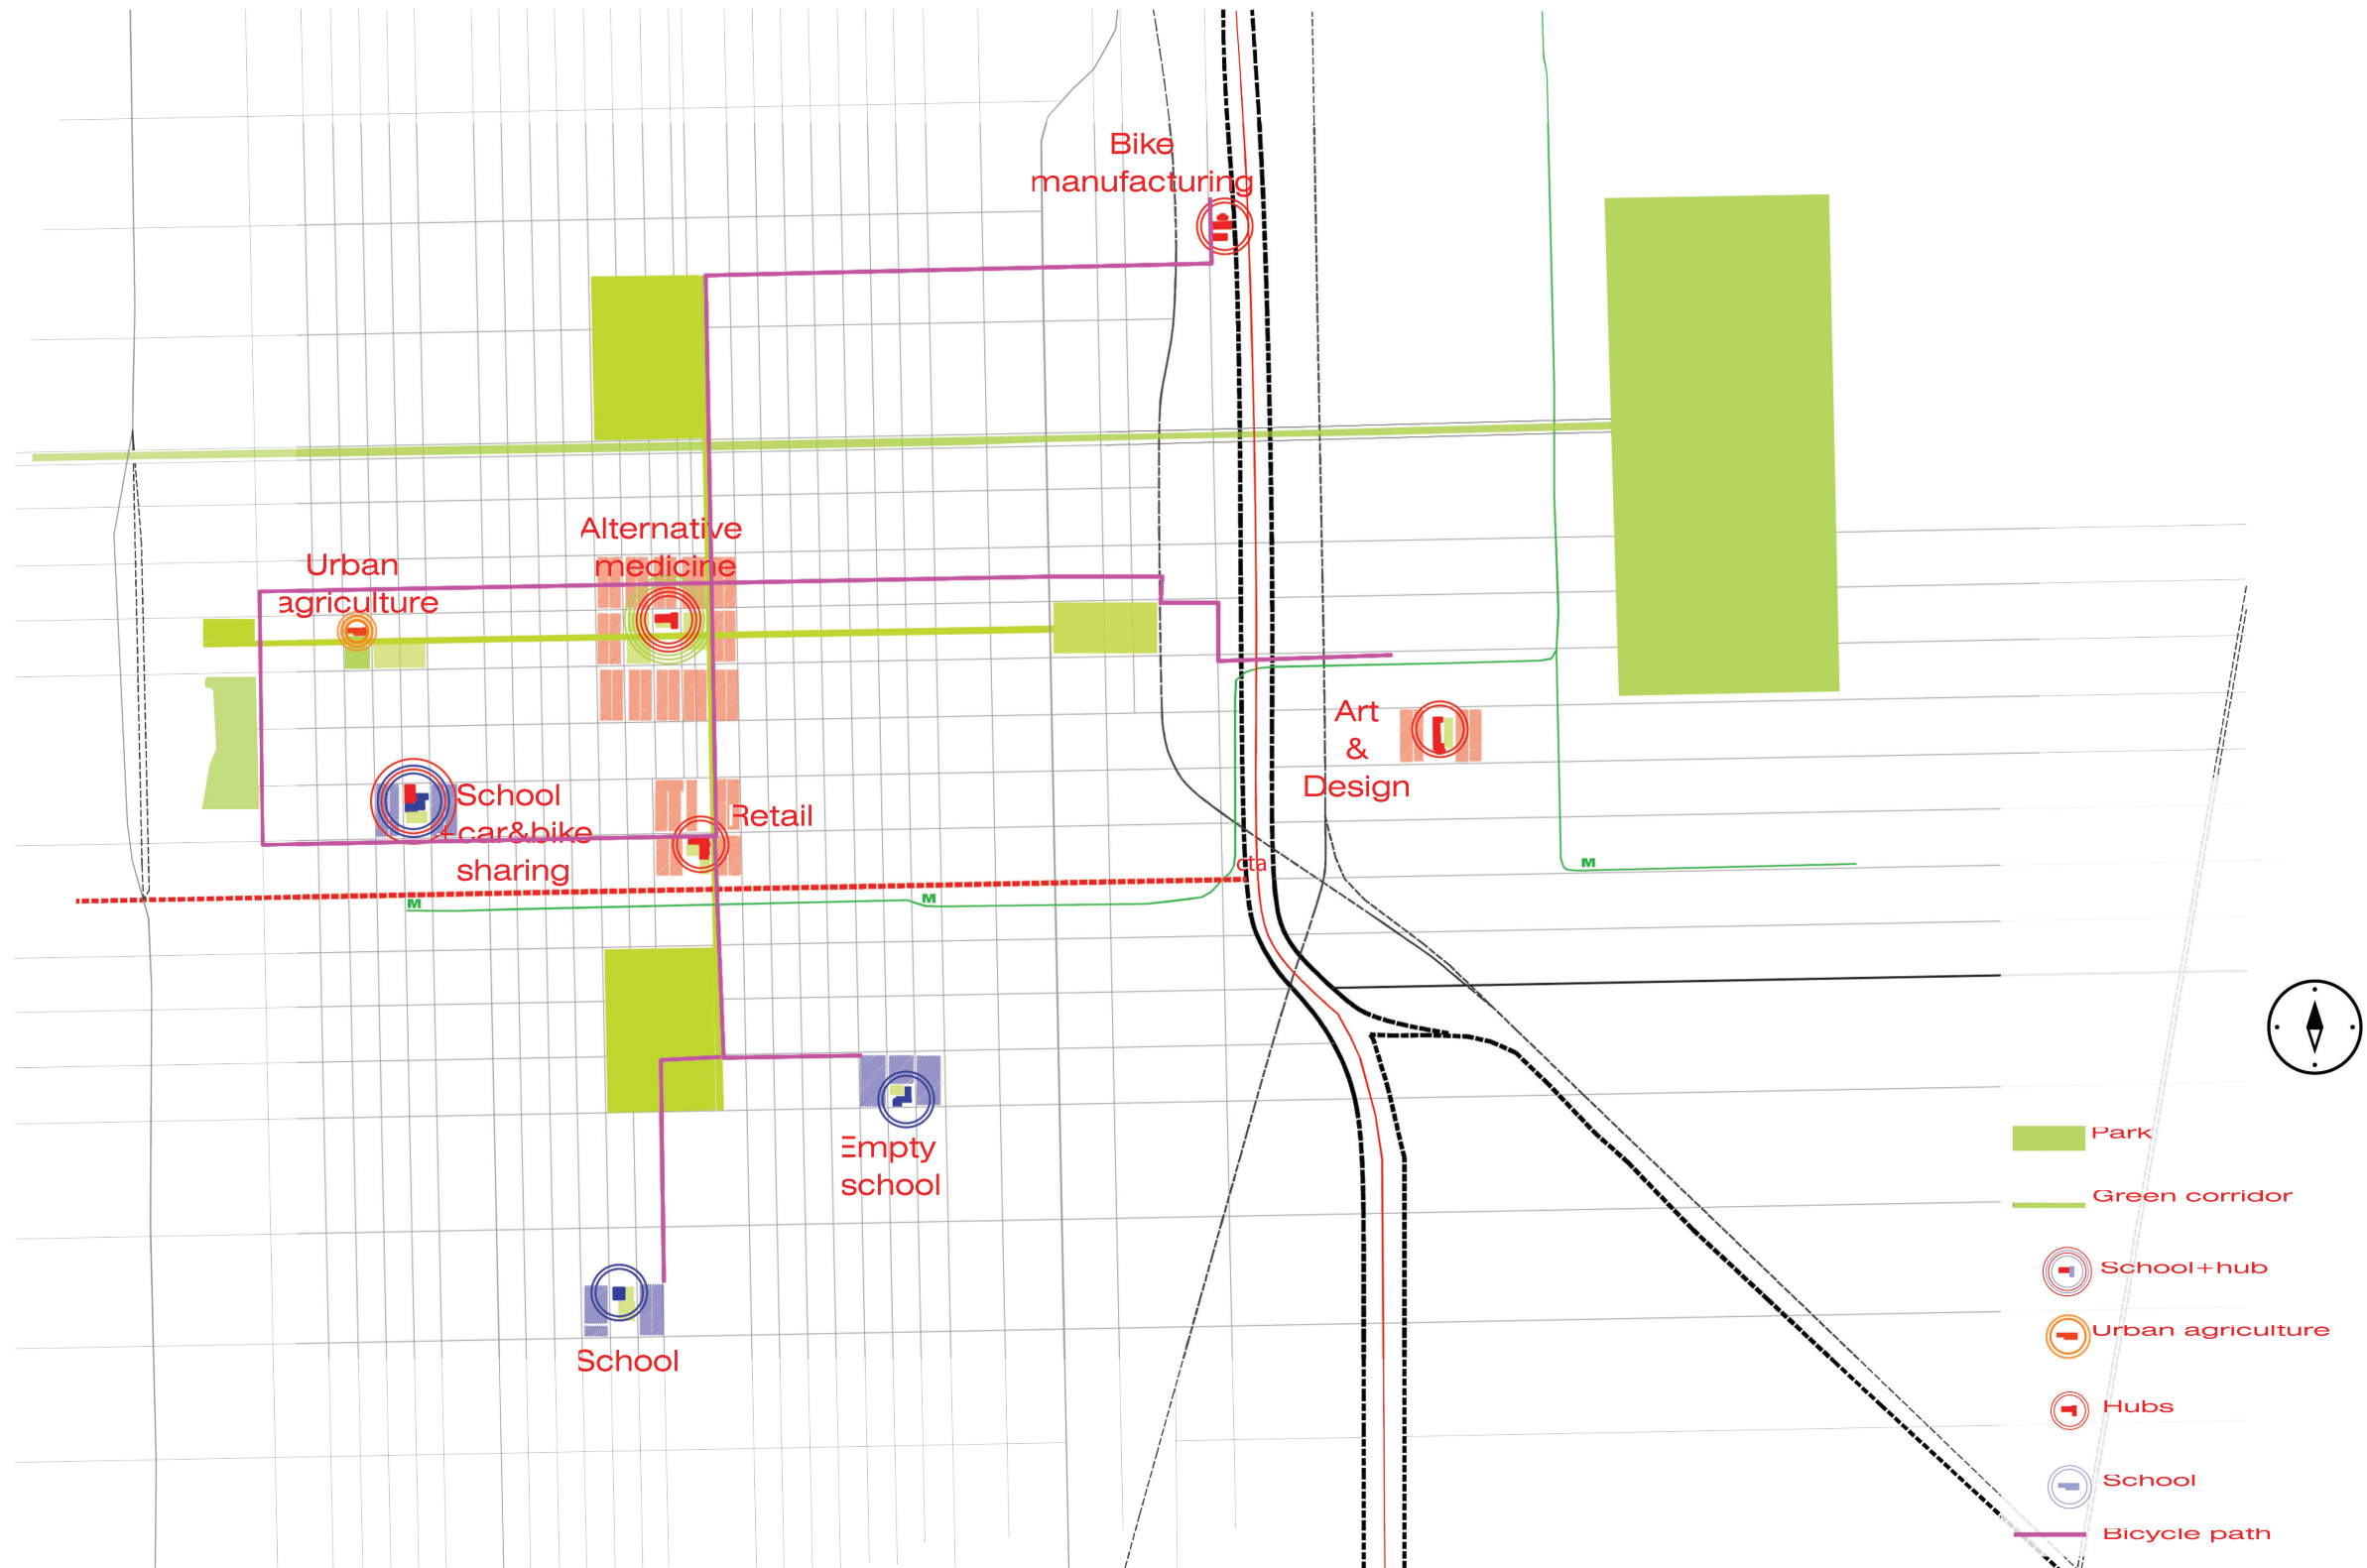 Bike
manufacturing
Alternative
medicine
Urban
agriculture
Art
&
Design
School
+car&bike
sharing
Retail
cta
M
M
M
Empty
school
School
Park
Green corridor
School+hub
Urban agriculture
Hubs
School
Bicycle path